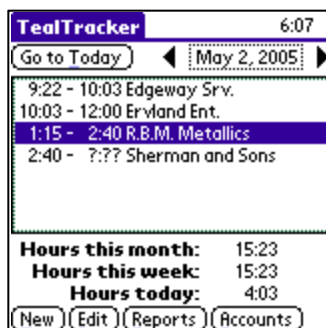 TealTracker 6:07
Go to Today May 2, 2005
9:22 - 10:03 Edgeway Srv.
10:03 - 12:00 Ervland Ent.
1:15 - 2:40 R.B.M. Metallics
2:40 - ?:?? Sherman and Sons
Hours this month: 15:23
Hours this week: 15:23
Hours today: 4:03
New Edit Reports Accounts